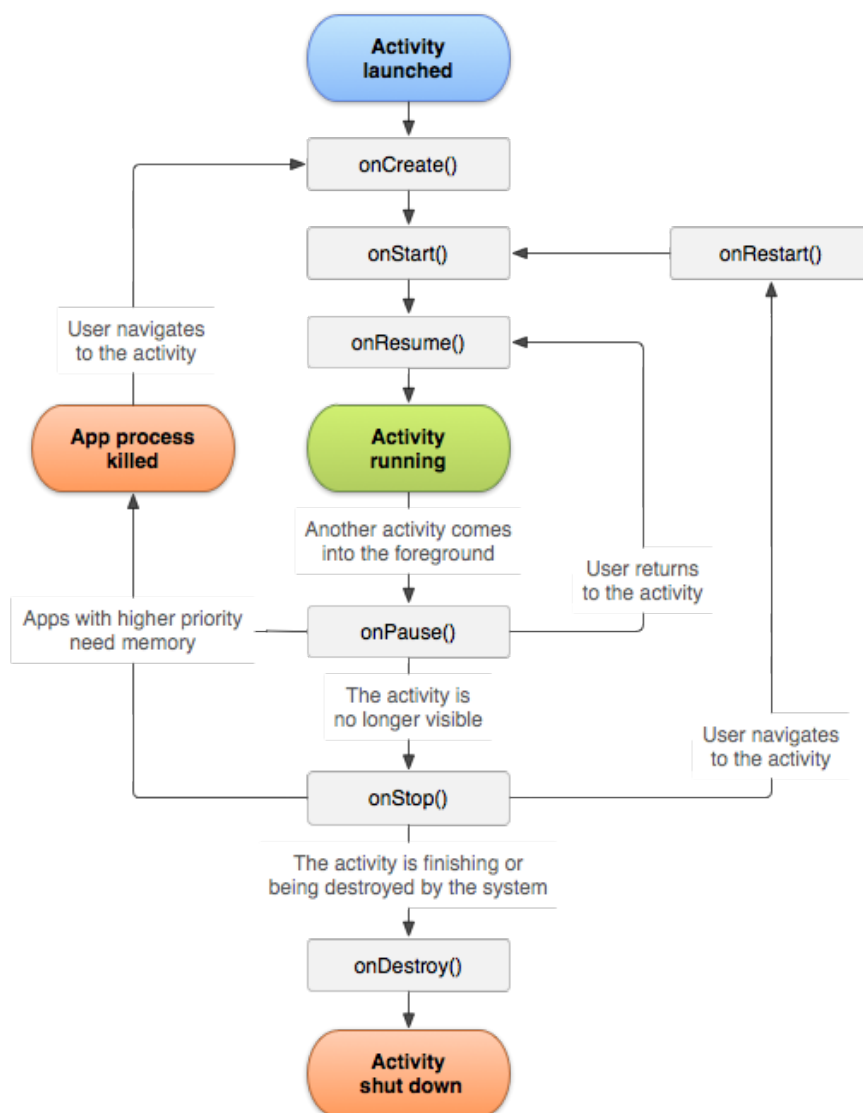 Activity
launched
onCreate()
onStart()
onRestart()
User navigates
to the activity
onResume()
App process
killed
Activity
running
Another activity comes
into the foreground
User returns
to the activity
Apps with higher priority
need memory
onPause()
The activity is
no longer visible
User navigates
to the activity
onStop()
The activity is finishing or
being destroyed by the system
onDestroy()
Activity
shut down